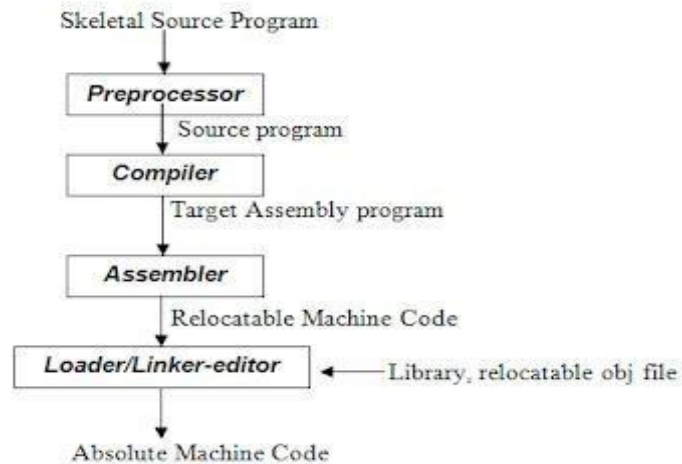 Skeletal Source Program
Preprocessor
Source program
Compiler
Target Assembly program
Assembler
Relocatable Machine Code
Loader/Linker-editor
Library, relocatable obj file
Absolute Machine Code